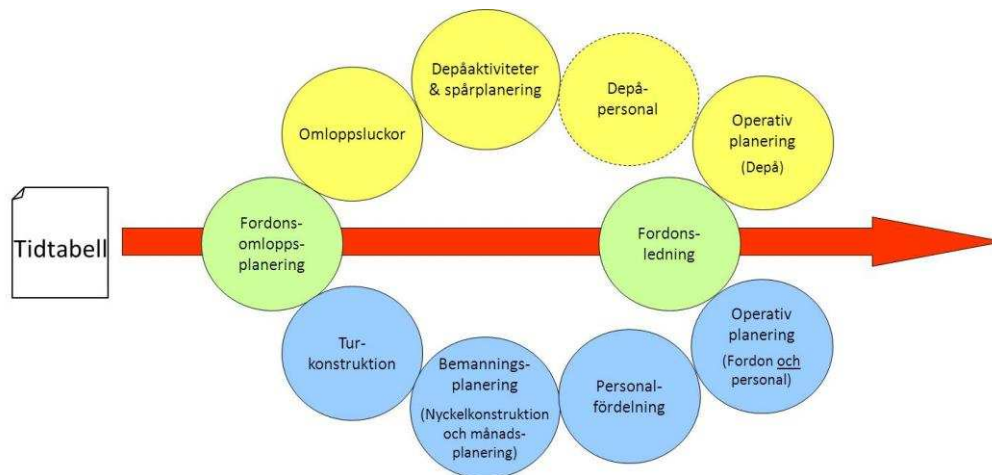 Tidtabell
Fordons-
omlopps-
planering
Omloppsluckor
Depåaktiviteter
& spårplanering
Depå-
personal
Operativ
planering
(Depå)
Fordons-
ledning
Tur-
konstruktion
Bemannings-
planering
(Nyckelkonstruktion
och månads-
planering)
Personal-
fördelning
Operativ
planering
(Fordon och
personal)